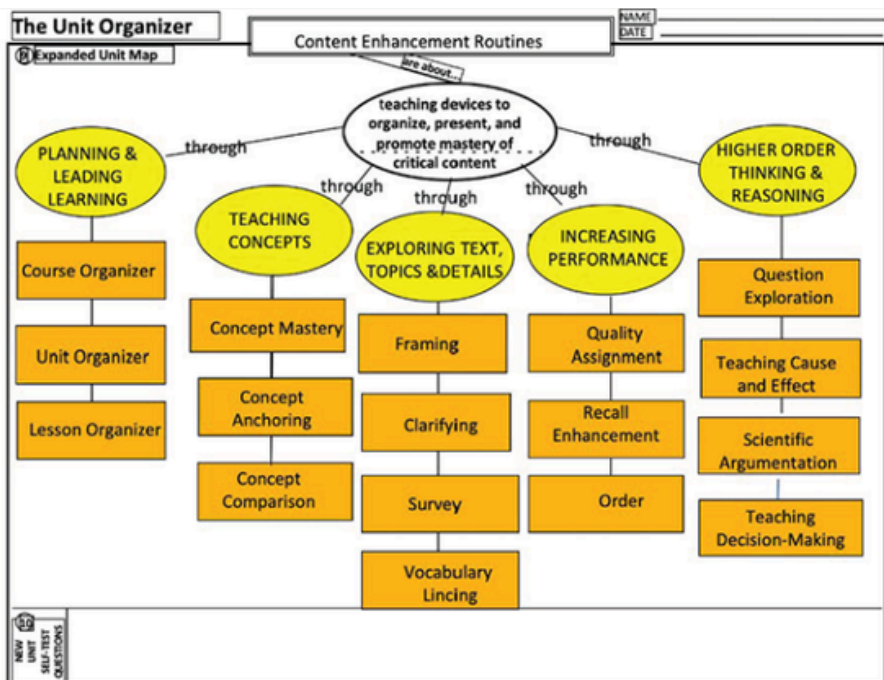 The Unit Organizer
Content Enhancement Routines
NAME
DATE
9 Expanded Unit Map
are about...
teaching devices to
organize, present, and
promote mastery of
critical content
through
through
through
through
through
PLANNING &
LEADING
LEARNING
Course Organizer
Unit Organizer
Lesson Organizer
TEACHING
CONCEPTS
Concept Mastery
Concept
Anchoring
Concept
Comparison
EXPLORING TEXT,
TOPICS &DETAILS
Framing
Clarifying
Survey
Vocabulary
Lincing
INCREASING
PERFORMANCE
Quality
Assignment
Recall
Enhancement
Order
HIGHER ORDER
THINKING &
REASONING
Question
Exploration
Teaching Cause
and Effect
Scientific
Argumentation
Teaching
Decision-Making
10
NEW
UNIT
SELF-TEST
QUESTIONS